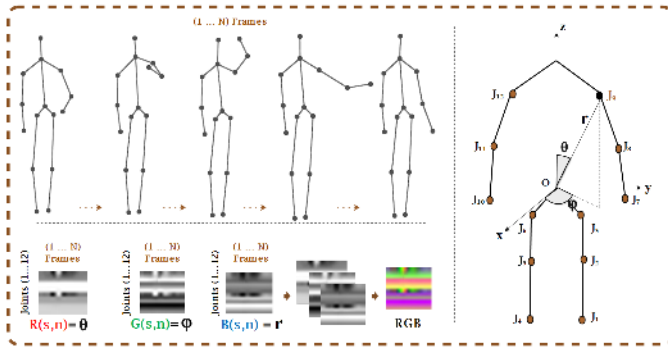 (1 ... N) Frames
z
J₁₂
J₉
r
J₁₁
θ
J₈
O
J₁₀
y
J₇
φ
x
J₆
J₃
J₅
J₂
J₄
J₁
(1 ... N)
Frames
(1 ... N)
Frames
(1 ... N)
Frames
Joints (1...12)
Joints (1...12)
Joints (1...12)
R(s,n)= θ
G(s,n)= φ
B(s,n)= r
RGB